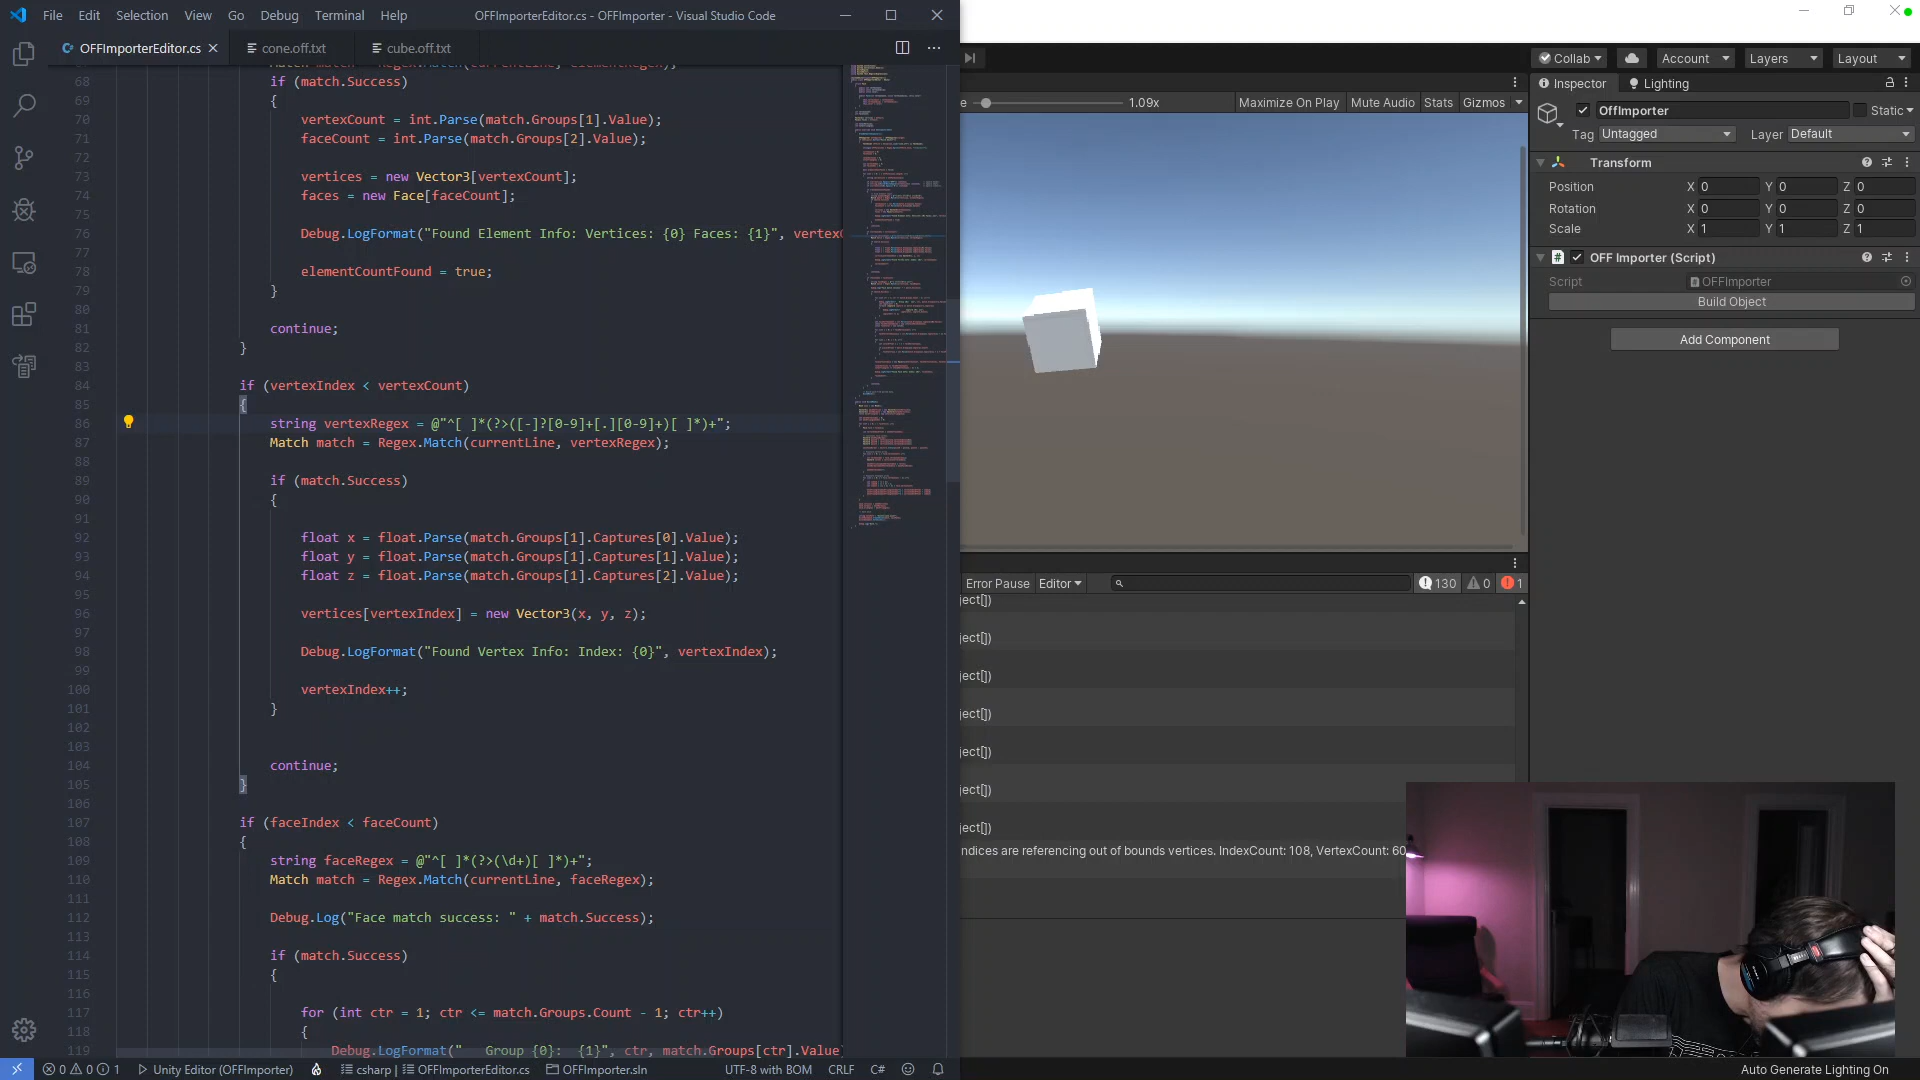 File Edit Selection View Go Debug Terminal Help
OFFImporterEditor.cs - OFFImporter - Visual Studio Code
OFFImporterEditor.cs
cone.off.txt
cube.off.txt
68 if (match.Success)
69 {
70 vertexCount = int.Parse(match.Groups[1].Value);
71 faceCount = int.Parse(match.Groups[2].Value);
72
73 vertices = new Vector3[vertexCount];
74 faces = new Face[faceCount];
75
76 Debug.LogFormat("Found Element Info: Vertices: {0} Faces: {1}", vertexC
77
78 elementCountFound = true;
79 }
80
81 continue;
82 }
83
84 if (vertexIndex < vertexCount)
85 {
86 string vertexRegex = @"^[ ]*(?>([-]?[0-9]+[.][0-9]+)[ ]*)+";
87 Match match = Regex.Match(currentLine, vertexRegex);
88
89 if (match.Success)
90 {
91
92 float x = float.Parse(match.Groups[1].Captures[0].Value);
93 float y = float.Parse(match.Groups[1].Captures[1].Value);
94 float z = float.Parse(match.Groups[1].Captures[2].Value);
95
96 vertices[vertexIndex] = new Vector3(x, y, z);
97
98 Debug.LogFormat("Found Vertex Info: Index: {0}", vertexIndex);
99
100 vertexIndex++;
101 }
102
103
104 continue;
105 }
106
107 if (faceIndex < faceCount)
108 {
109 string faceRegex = @"^[ ]*(?>(\d+)[ ]*)+";
110 Match match = Regex.Match(currentLine, faceRegex);
111
112 Debug.Log("Face match success: " + match.Success);
113
114 if (match.Success)
115 {
116
117 for (int ctr = 1; ctr <= match.Groups.Count - 1; ctr++)
118 {
119 Debug.LogFormat("   Group {0}:  {1}", ctr, match.Groups[ctr].Value
0 0 1 Unity Editor (OFFImporter) csharp | OFFImporterEditor.cs OFFImporter.sln UTF-8 with BOM CRLF C#
Collab Account Layers Layout
e 1.09x Maximize On Play Mute Audio Stats Gizmos
Error Pause Editor 130 0 1
ject[])
ject[])
ject[])
ject[])
ject[])
ject[])
ject[])
ndices are referencing out of bounds vertices. IndexCount: 108, VertexCount: 60
Inspector Lighting
OffImporter Static
Tag Untagged Layer Default
Transform
Position X 0 Y 0 Z 0
Rotation X 0 Y 0 Z 0
Scale X 1 Y 1 Z 1
OFF Importer (Script)
Script OFFImporter
Build Object
Add Component
Auto Generate Lighting On